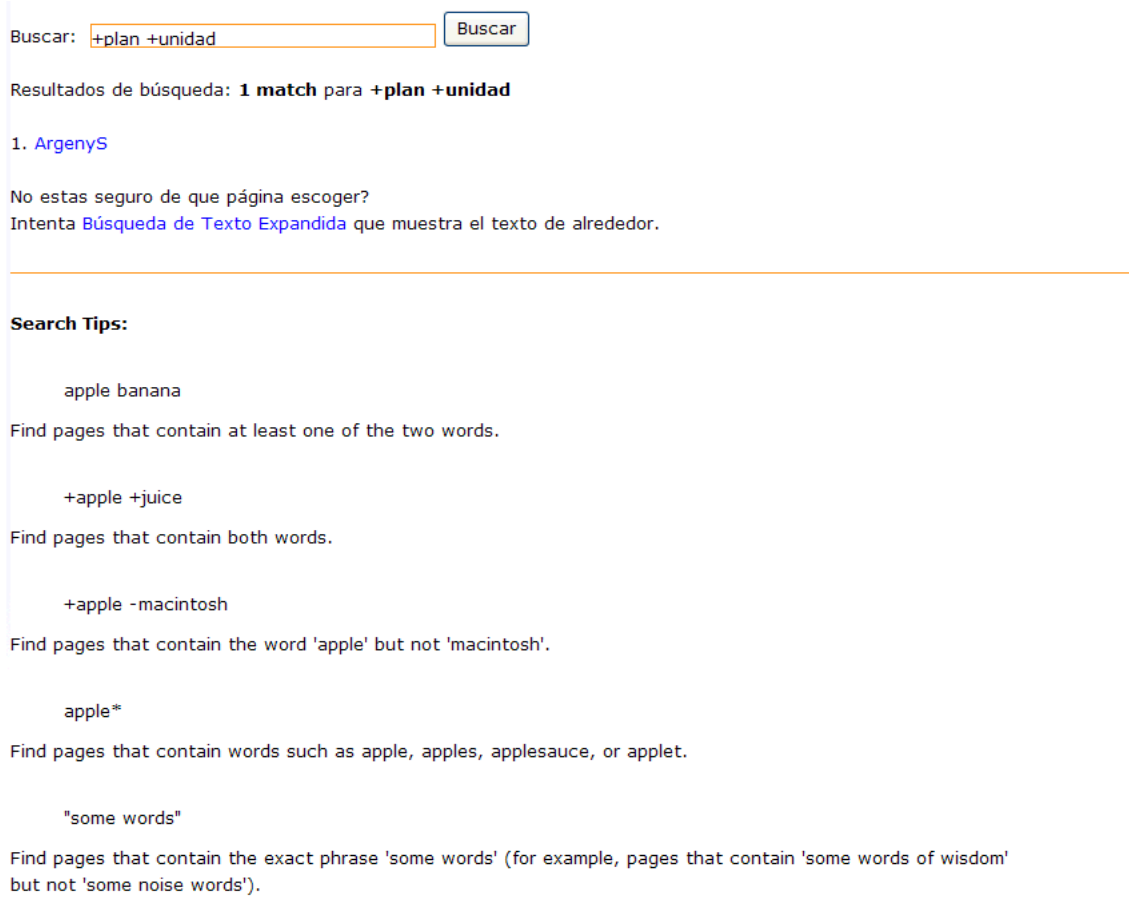 Buscar: +plan +unidad Buscar
Resultados de búsqueda: 1 match para +plan +unidad
1. ArgenyS
No estas seguro de que página escoger?
Intenta Búsqueda de Texto Expandida que muestra el texto de alrededor.
Search Tips:
apple banana
Find pages that contain at least one of the two words.
+apple +juice
Find pages that contain both words.
+apple -macintosh
Find pages that contain the word 'apple' but not 'macintosh'.
apple*
Find pages that contain words such as apple, apples, applesauce, or applet.
"some words"
Find pages that contain the exact phrase 'some words' (for example, pages that contain 'some words of wisdom'
but not 'some noise words').